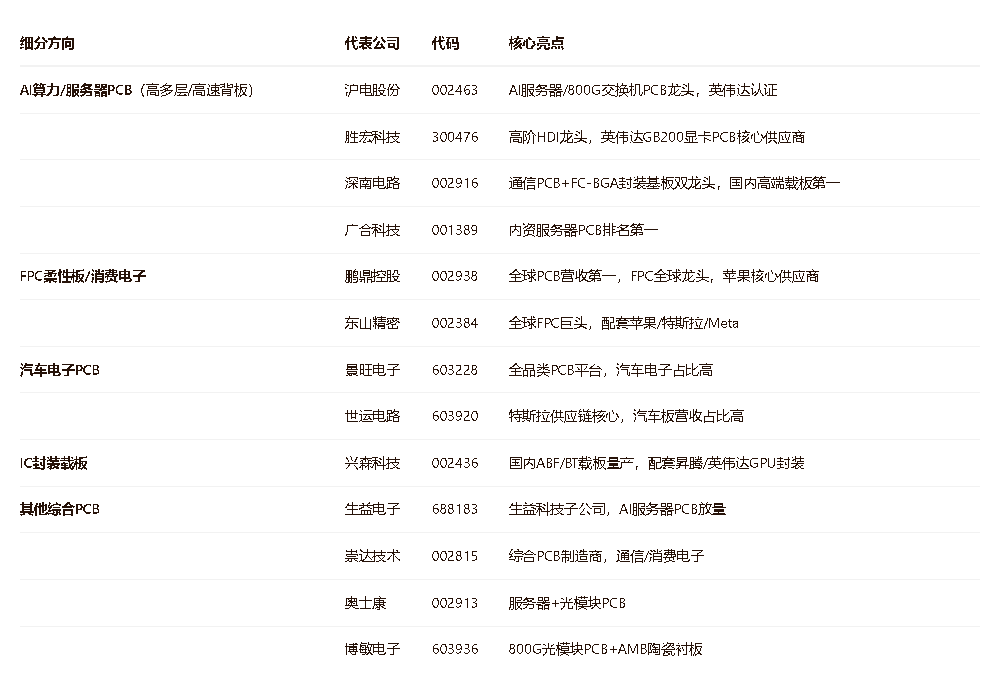 细分方向 代表公司 代码 核心亮点
AI算力/服务器PCB（高多层/高速背板） 沪电股份 002463 AI服务器/800G交换机PCB龙头，英伟达认证
胜宏科技 300476 高阶HDI龙头，英伟达GB200显卡PCB核心供应商
深南电路 002916 通信PCB+FC-BGA封装基板双龙头，国内高端载板第一
广合科技 001389 内资服务器PCB排名第一
FPC柔性板/消费电子 鹏鼎控股 002938 全球PCB营收第一，FPC全球龙头，苹果核心供应商
东山精密 002384 全球FPC巨头，配套苹果/特斯拉/Meta
汽车电子PCB 景旺电子 603228 全品类PCB平台，汽车电子占比高
世运电路 603920 特斯拉供应链核心，汽车板营收占比高
IC封装载板 兴森科技 002436 国内ABF/BT载板量产，配套昇腾/英伟达GPU封装
其他综合PCB 生益电子 688183 生益科技子公司，AI服务器PCB放量
崇达技术 002815 综合PCB制造商，通信/消费电子
奥士康 002913 服务器+光模块PCB
博敏电子 603936 800G光模块PCB+AMB陶瓷衬板